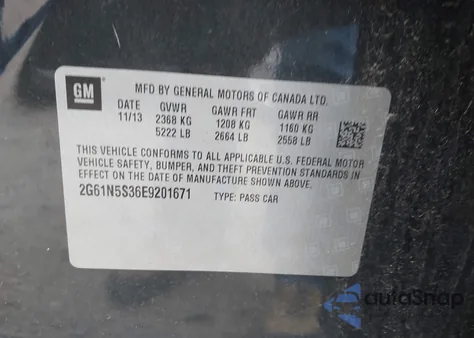 GM
MFD BY GENERAL MOTORS OF CANADA LTD.
DATE GVWR GAWR FRT GAWR RR
11/13 2368 KG 1208 KG 1160 KG
5222 LB 2664 LB 2558 LB
THIS VEHICLE CONFORMS TO ALL APPLICABLE U.S. FEDERAL MOTOR
VEHICLE SAFETY, BUMPER, AND THEFT PREVENTION STANDARDS IN
EFFECT ON THE DATE OF MANUFACTURE SHOWN ABOVE.
2G61N5S36E9201671 TYPE: PASS CAR
autoSnap